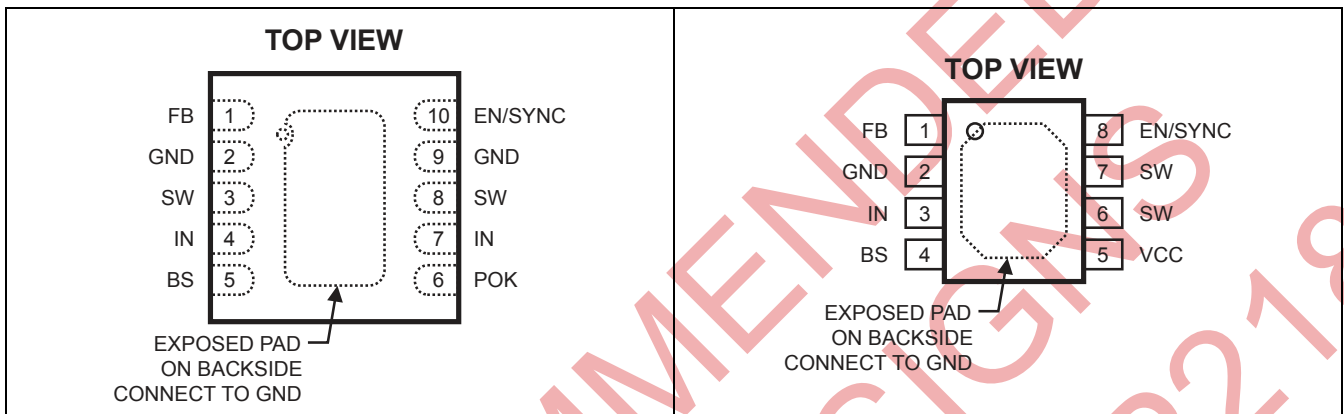 TOP VIEW
FB 1 10 EN/SYNC
GND 2 9 GND
SW 3 8 SW
IN 4 7 IN
BS 5 6 POK
EXPOSED PAD
ON BACKSIDE
CONNECT TO GND
TOP VIEW
FB 1 8 EN/SYNC
GND 2 7 SW
IN 3 6 SW
BS 4 5 VCC
EXPOSED PAD
ON BACKSIDE
CONNECT TO GND